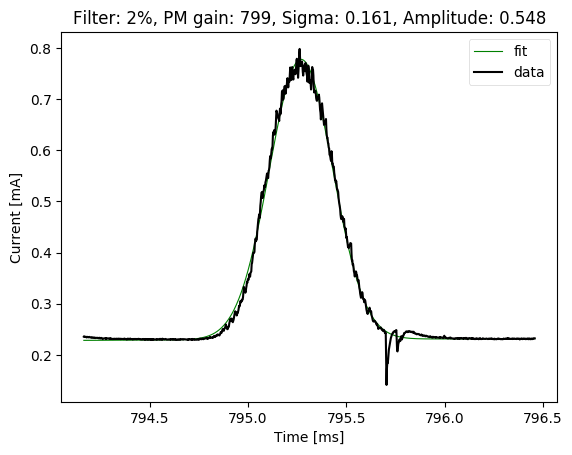 Filter: 2%, PM gain: 799, Sigma: 0.161, Amplitude: 0.548
fit
data
0.8
0.7
0.6
0.5
0.4
0.3
0.2
Current [mA]
794.5
795.0
795.5
796.0
796.5
Time [ms]